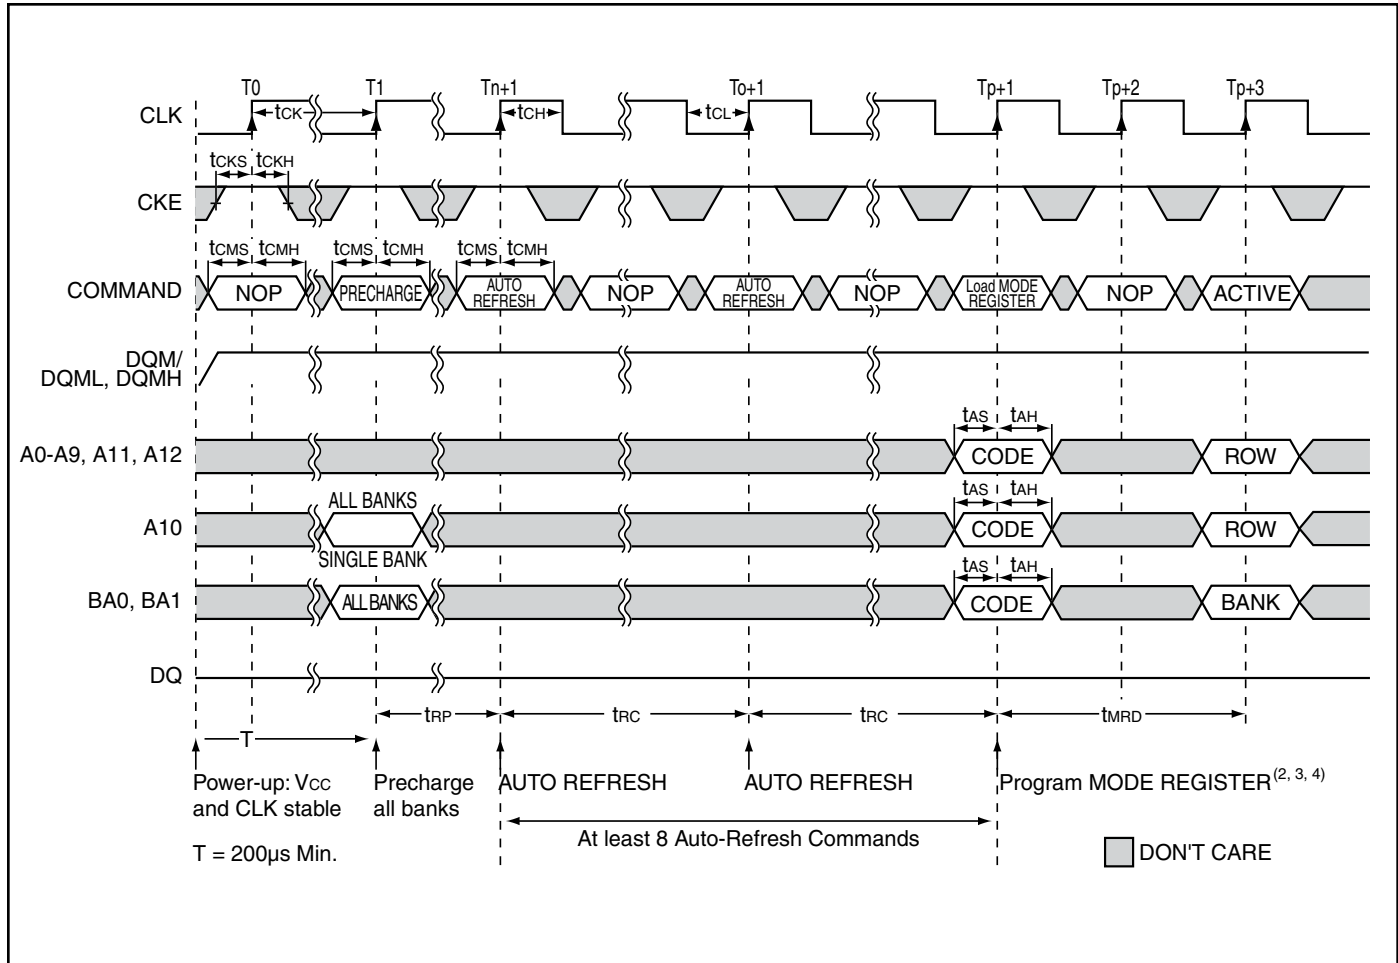 T0 T1 Tn+1 To+1 Tp+1 Tp+2 Tp+3
CLK tCK tCH tCL
tCKS tCKH
CKE
tCMS tCMH tCMS tCMH tCMS tCMH
COMMAND NOP PRECHARGE AUTO REFRESH NOP AUTO REFRESH NOP Load MODE REGISTER NOP ACTIVE
DQM/
DQML, DQMH
tAS tAH
A0-A9, A11, A12 CODE ROW
ALL BANKS tAS tAH
A10 CODE ROW
SINGLE BANK tAS tAH
BA0, BA1 ALL BANKS CODE BANK
DQ
tRP tRC tRC tMRD
T
Power-up: VCC Precharge AUTO REFRESH AUTO REFRESH Program MODE REGISTER(2, 3, 4)
and CLK stable all banks
At least 8 Auto-Refresh Commands
T = 200µs Min. DON'T CARE